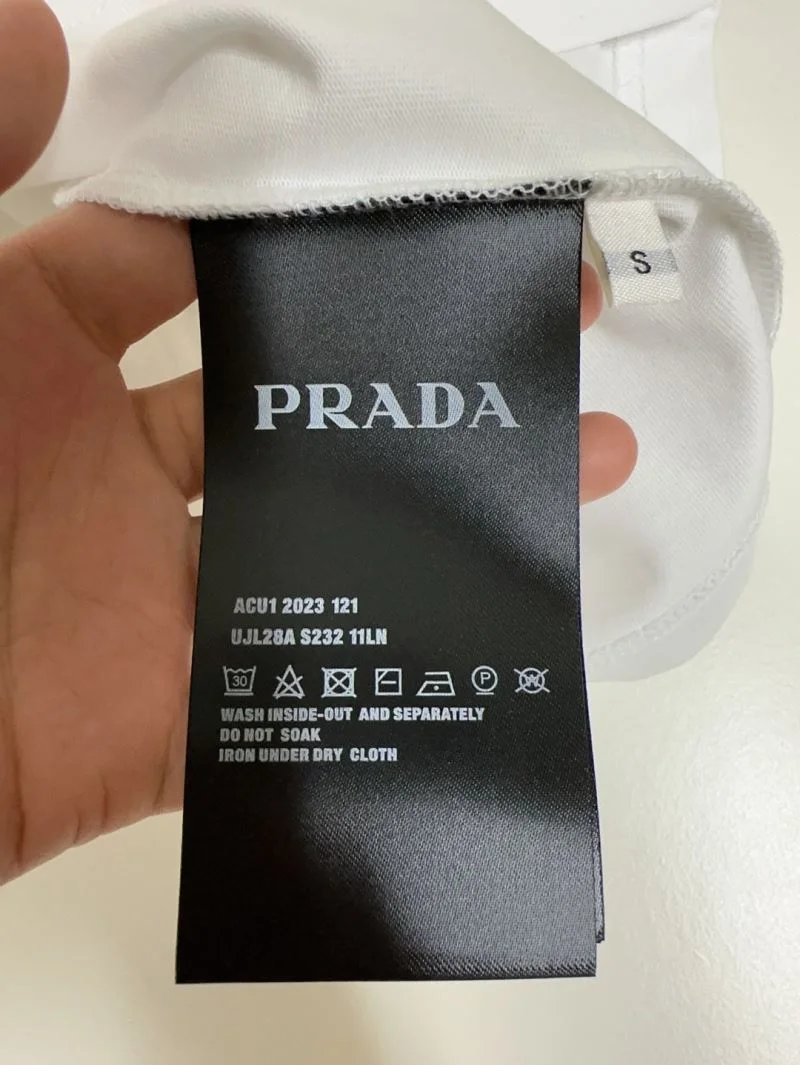 S
PRADA
ACU1 2023 121
UJL28A S232 11LN
30
P
W
WASH INSIDE-OUT AND SEPARATELY
DO NOT SOAK
IRON UNDER DRY CLOTH